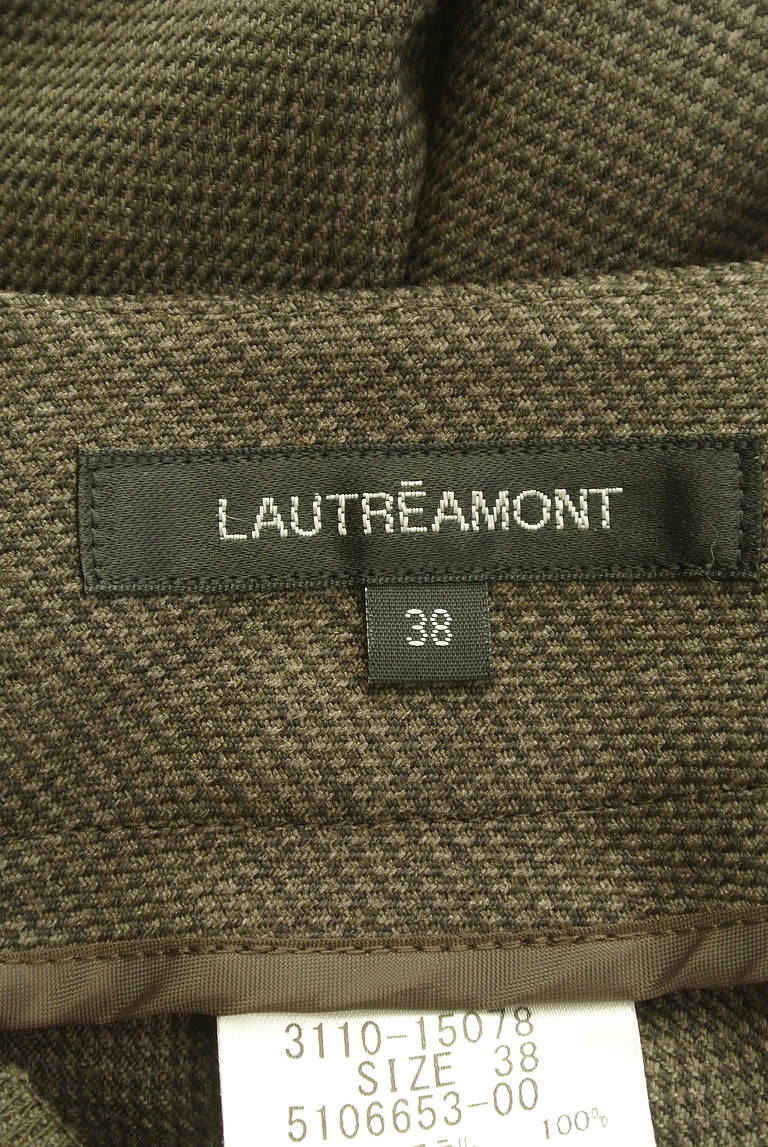 LAUTRĒAMONT
38
3110-15078
SIZE 38
5106653-00
100%